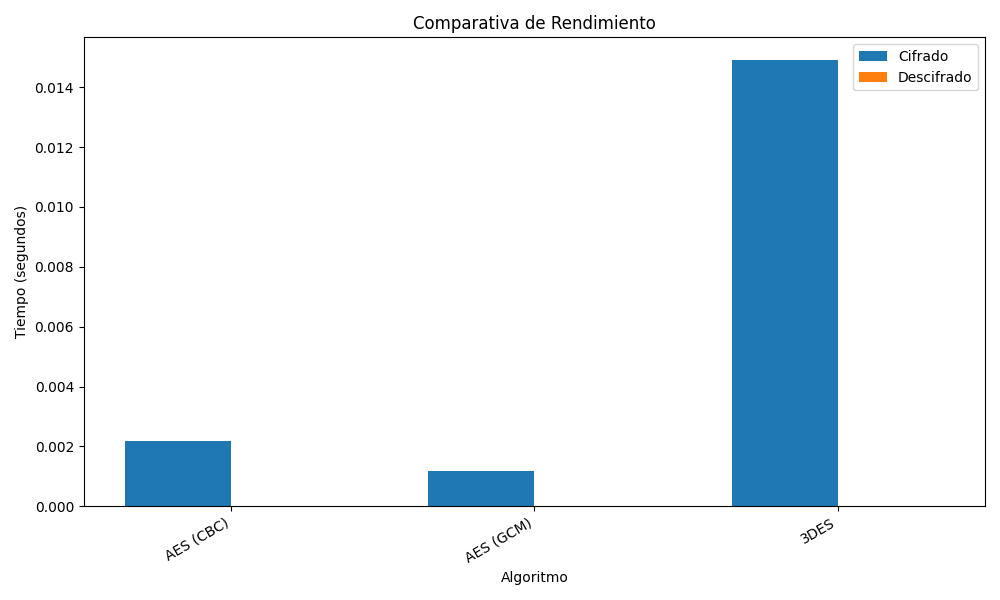 Comparativa de Rendimiento
Cifrado
Descifrado
Tiempo (segundos)
0.014
0.012
0.010
0.008
0.006
0.004
0.002
0.000
AES (CBC)
AES (GCM)
3DES
Algoritmo